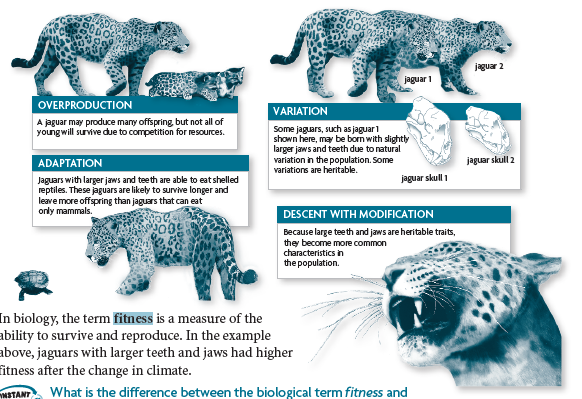 OVERPRODUCTION
A jaguar may produce many offspring, but not all of
young will survive due to competition for resources.
jaguar 1
jaguar 2
VARIATION
Some jaguars, such as jaguar 1
shown here, may be born with slightly
larger jaws and teeth due to natural
variation in the population. Some
variations are heritable.
jaguar skull 1
jaguar skull 2
ADAPTATION
Jaguars with larger jaws and teeth are able to eat shelled
reptiles. These jaguars are likely to survive longer and
leave more offspring than jaguars that can eat
only mammals.
DESCENT WITH MODIFICATION
Because large teeth and jaws are heritable traits,
they become more common
characteristics in
the population.
In biology, the term fitness is a measure of the
ability to survive and reproduce. In the example
above, jaguars with larger teeth and jaws had higher
fitness after the change in climate.
INSTANT
What is the difference between the biological term fitness and